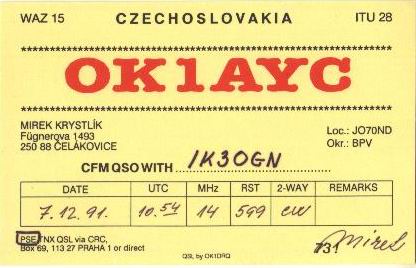 WAZ 15 CZECHOSLOVAKIA ITU 28
OK1AYC
MIREK KRYSTLÍK
Fügnerova 1493
250 88 ČELÁKOVICE
Loc.: JO70ND
Okr.: BPV
CFM QSO WITH IK3OGN
DATE UTC MHz RST 2-WAY REMARKS
7.12.91. 10.54 14 599 CW
PSE TNX QSL via CRC,
Box 69, 113 27 PRAHA 1 or direct
731 Mirek
QSL by OK1DRQ